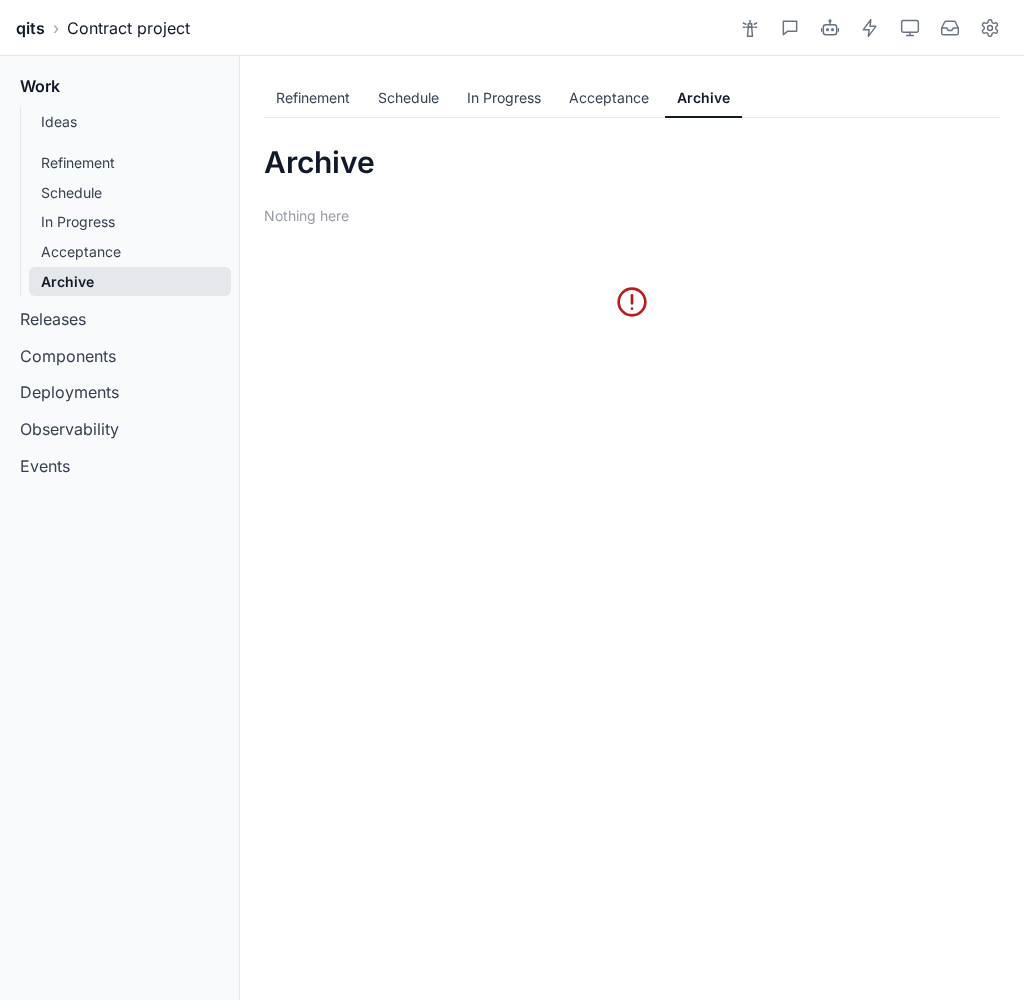 qits › Contract project
Work
Ideas
Refinement
Schedule
In Progress
Acceptance
Archive
Releases
Components
Deployments
Observability
Events
Refinement Schedule In Progress Acceptance Archive
Archive
Nothing here